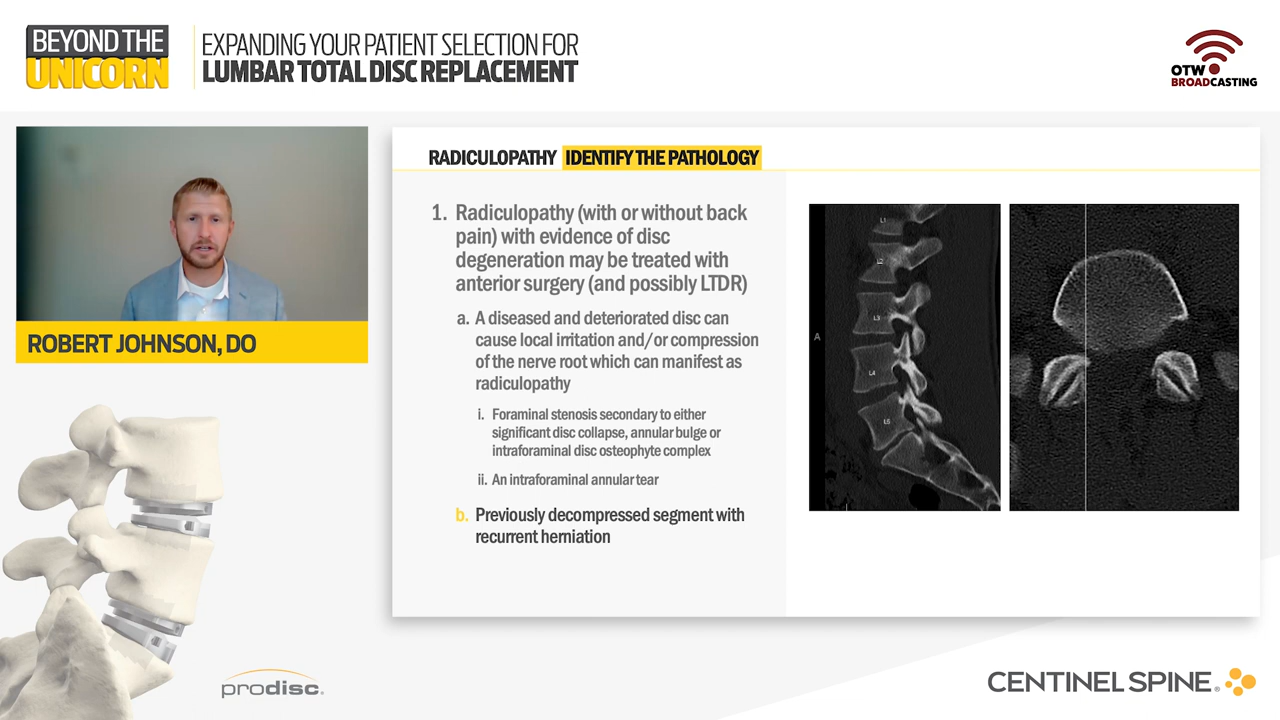 BEYOND THE
UNICORN
EXPANDING YOUR PATIENT SELECTION FOR
LUMBAR TOTAL DISC REPLACEMENT
OTW
BROADCASTING
ROBERT JOHNSON, DO
RADICULOPATHY IDENTIFY THE PATHOLOGY
1. Radiculopathy (with or without back
pain) with evidence of disc
degeneration may be treated with
anterior surgery (and possibly LTDR)
a. A diseased and deteriorated disc can
cause local irritation and/or compression
of the nerve root which can manifest as
radiculopathy
i. Foraminal stenosis secondary to either
significant disc collapse, annular bulge or
intraforaminal disc osteophyte complex
ii. An intraforaminal annular tear
b. Previously decompressed segment with
recurrent herniation
L1
L2
L3
A
L4
L5
prodisc®
CENTINEL SPINE®